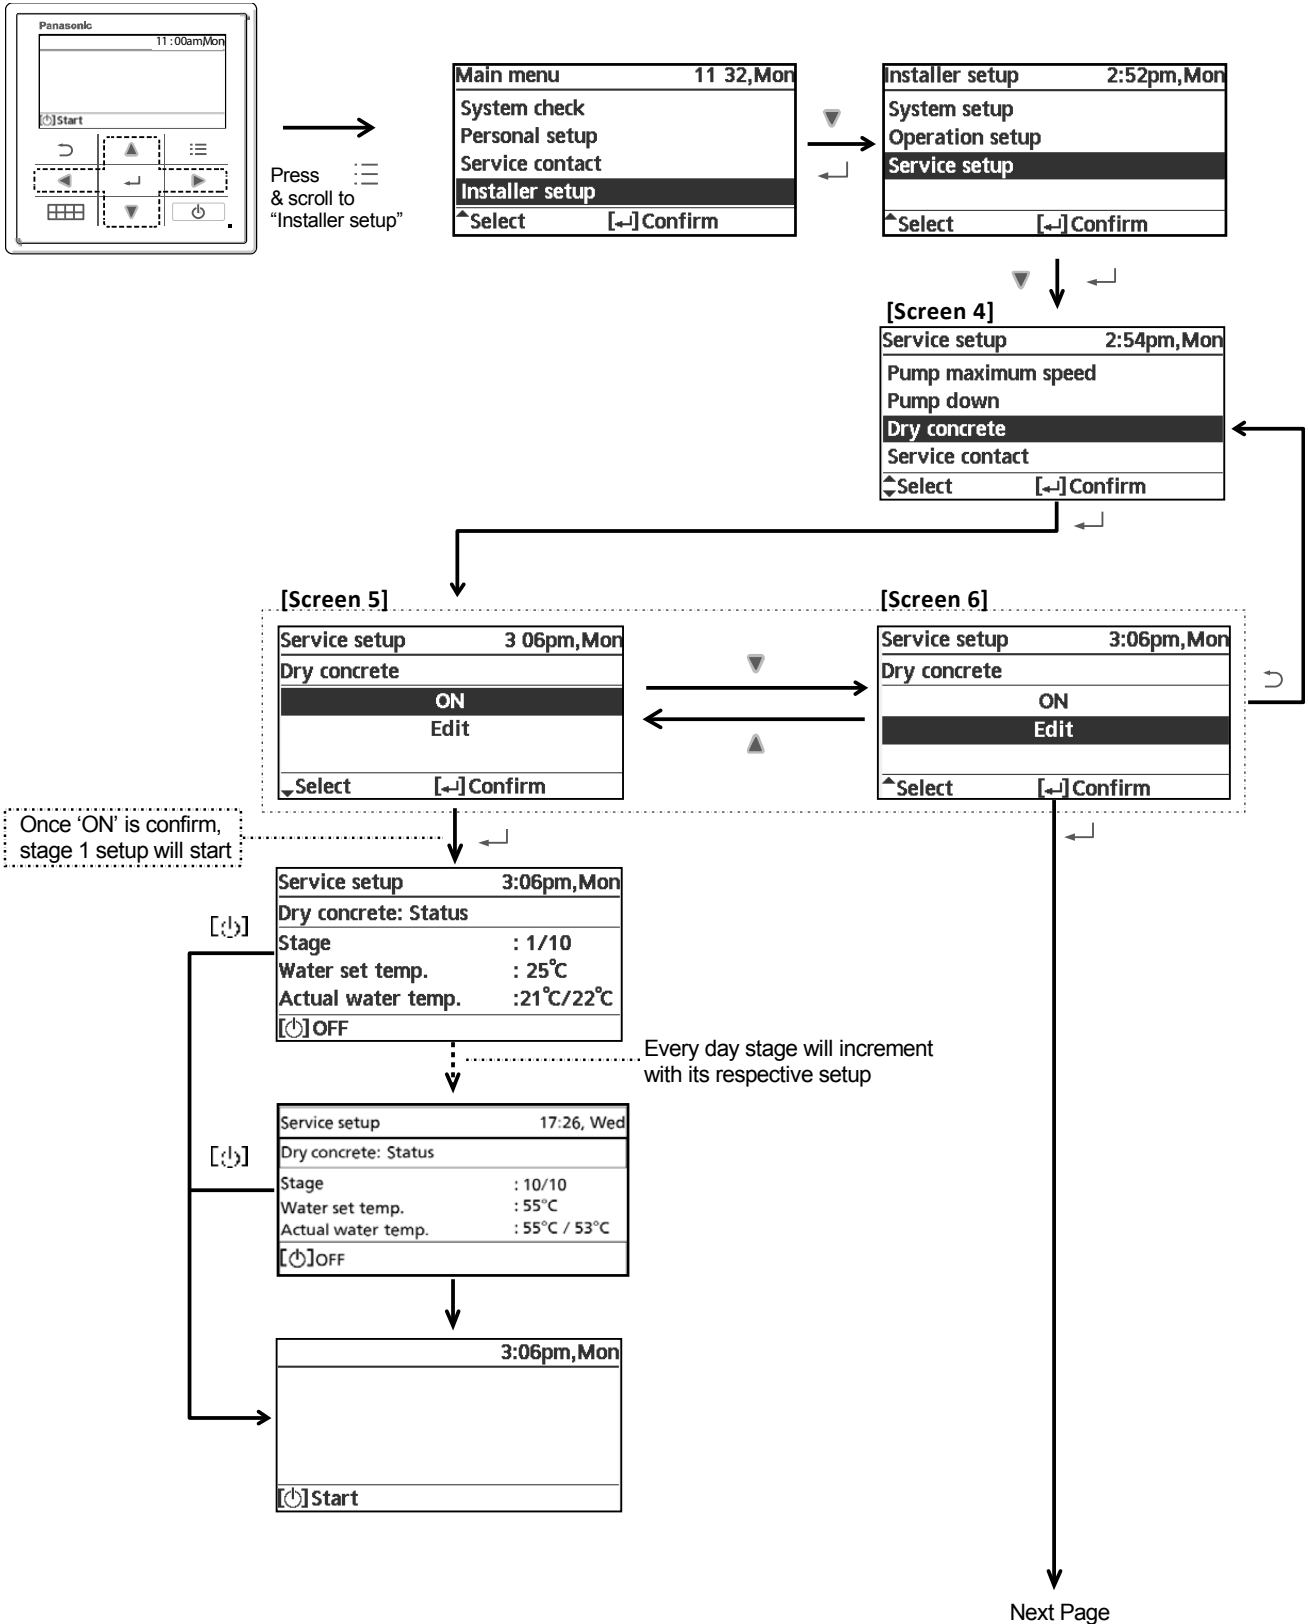 Panasonic
11:00am,Mon
[⏻]Start
Press
& scroll to
“Installer setup”
Main menu 11 32,Mon
System check
Personal setup
Service contact
Installer setup
Select [↵]Confirm
Installer setup 2:52pm,Mon
System setup
Operation setup
Service setup
Select [↵]Confirm
[Screen 4]
Service setup 2:54pm,Mon
Pump maximum speed
Pump down
Dry concrete
Service contact
Select [↵]Confirm
[Screen 5]
Service setup 3 06pm,Mon
Dry concrete
ON
Edit
Select [↵]Confirm
[Screen 6]
Service setup 3:06pm,Mon
Dry concrete
ON
Edit
Select [↵]Confirm
Once ‘ON’ is confirm,
stage 1 setup will start
Service setup 3:06pm,Mon
Dry concrete: Status
Stage : 1/10
Water set temp. : 25°C
Actual water temp. :21°C/22°C
[⏻]OFF
[⏻]
Every day stage will increment
with its respective setup
Service setup 17:26, Wed
Dry concrete: Status
Stage : 10/10
Water set temp. : 55°C
Actual water temp. : 55°C / 53°C
[⏻]OFF
[⏻]
3:06pm,Mon
[⏻]Start
Next Page